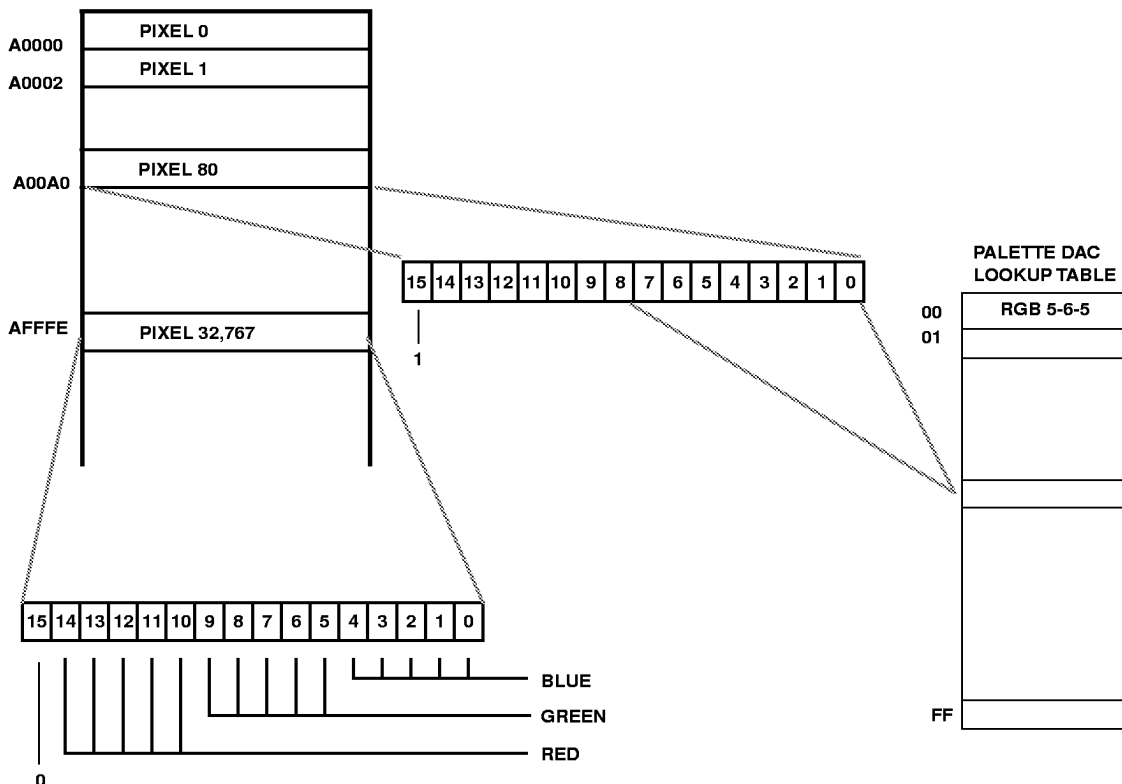 PIXEL 0
A0000
PIXEL 1
A0002
PIXEL 80
A00A0
PALETTE DAC
LOOKUP TABLE
15 14 13 12 11 10 9 8 7 6 5 4 3 2 1 0
RGB 5-6-5
00
01
AFFFE
PIXEL 32,767
1
15 14 13 12 11 10 9 8 7 6 5 4 3 2 1 0
BLUE
GREEN
FF
RED
0